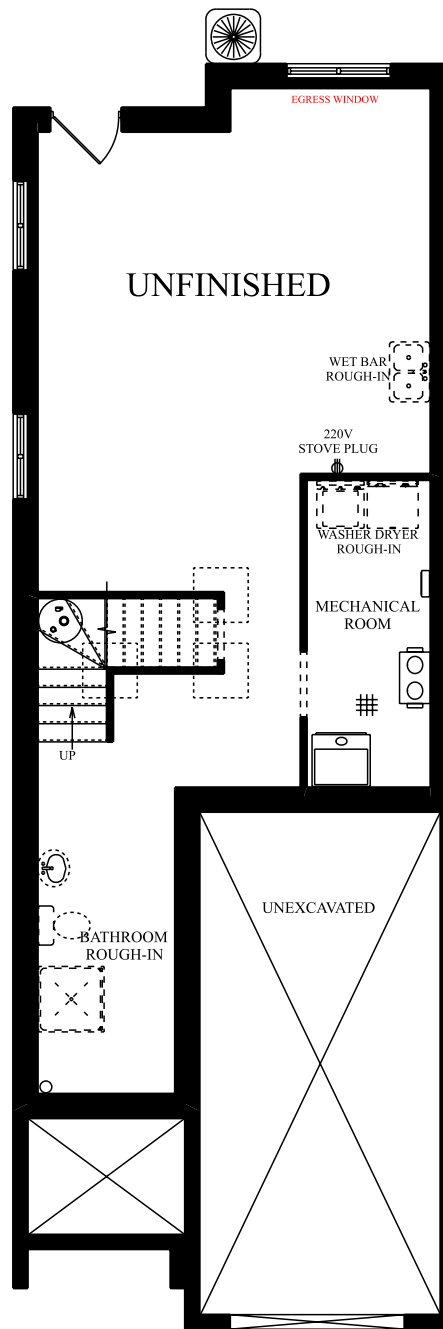 EGRESS WINDOW
UNFINISHED
WET BAR
ROUGH-IN
220V
STOVE PLUG
WASHER DRYER
ROUGH-IN
MECHANICAL
ROOM
UP
UNEXCAVATED
BATHROOM
ROUGH-IN